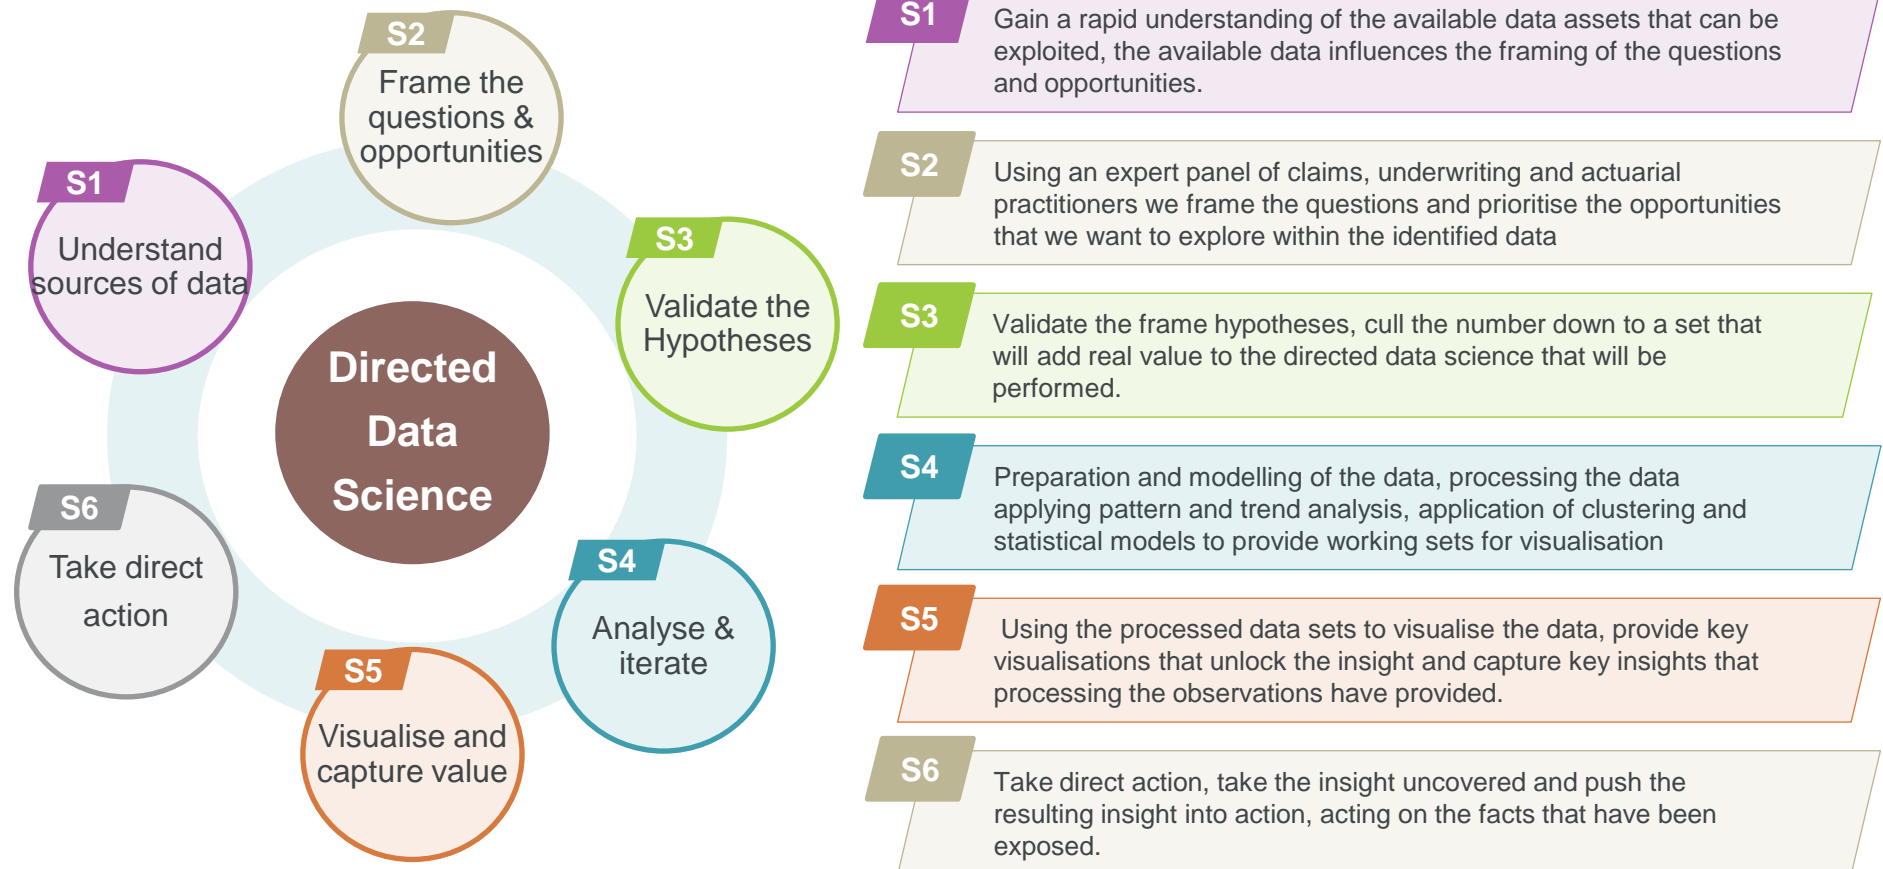 S1
Understand
sources of data
S2
Frame the
questions &
opportunities
S3
Validate the
Hypotheses
S4
Analyse &
iterate
S5
Visualise and
capture value
S6
Take direct
action
Directed
Data
Science
S1
Gain a rapid understanding of the available data assets that can be
exploited, the available data influences the framing of the questions
and opportunities.
S2
Using an expert panel of claims, underwriting and actuarial
practitioners we frame the questions and prioritise the opportunities
that we want to explore within the identified data
S3
Validate the frame hypotheses, cull the number down to a set that
will add real value to the directed data science that will be
performed.
S4
Preparation and modelling of the data, processing the data
applying pattern and trend analysis, application of clustering and
statistical models to provide working sets for visualisation
S5
Using the processed data sets to visualise the data, provide key
visualisations that unlock the insight and capture key insights that
processing the observations have provided.
S6
Take direct action, take the insight uncovered and push the
resulting insight into action, acting on the facts that have been
exposed.